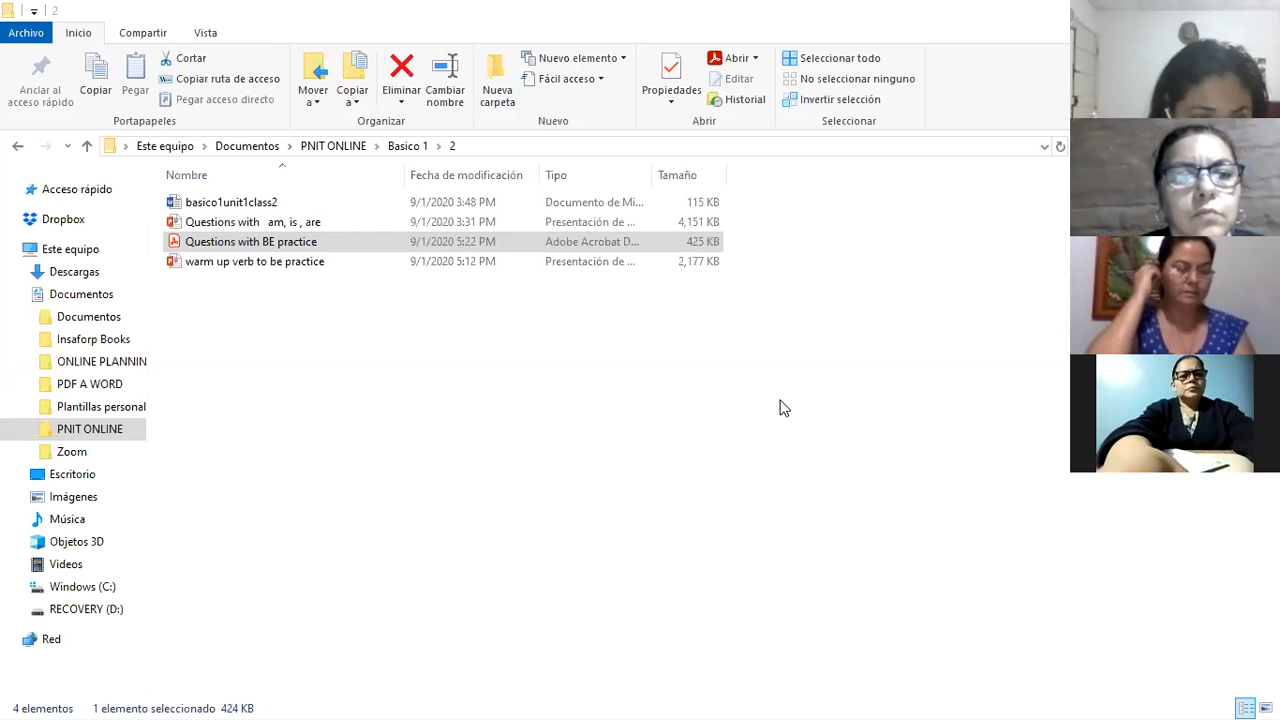 2
Archivo Inicio Compartir Vista
Anclar al acceso rápido
Copiar
Pegar
Cortar
Copiar ruta de acceso
Pegar acceso directo
Portapapeles
Mover a
Copiar a
Eliminar
Cambiar nombre
Organizar
Nueva carpeta
Nuevo elemento
Fácil acceso
Nuevo
Propiedades
Abrir
Editar
Historial
Abrir
Seleccionar todo
No seleccionar ninguno
Invertir selección
Seleccionar
Este equipo > Documentos > PNIT ONLINE > Basico 1 > 2
Nombre Fecha de modificación Tipo Tamaño
basico1unit1class2 9/1/2020 3:48 PM Documento de Mi... 115 KB
Questions with am, is , are 9/1/2020 3:31 PM Presentación de ... 4,151 KB
Questions with BE practice 9/1/2020 5:22 PM Adobe Acrobat D... 425 KB
warm up verb to be practice 9/1/2020 5:12 PM Presentación de ... 2,177 KB
Acceso rápido
Dropbox
Este equipo
Descargas
Documentos
Documentos
Insaforp Books
ONLINE PLANNIN
PDF A WORD
Plantillas personal
PNIT ONLINE
Zoom
Escritorio
Imágenes
Música
Objetos 3D
Videos
Windows (C:)
RECOVERY (D:)
Red
4 elementos 1 elemento seleccionado 424 KB